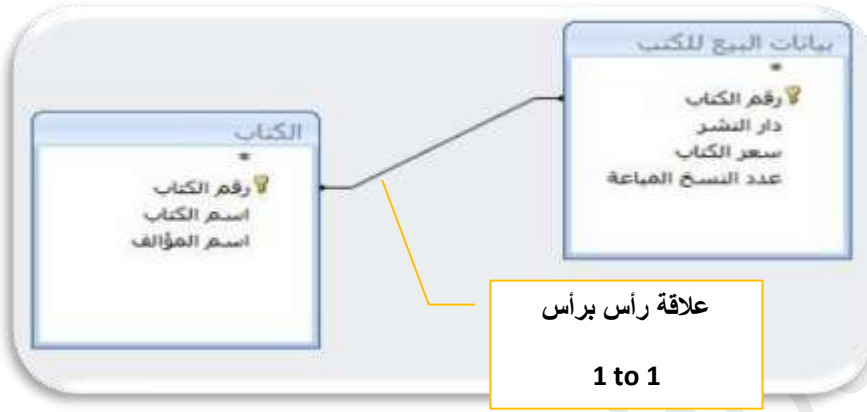 بيانات البيع للكتب
*
رقم الكتاب
دار النشر
سعر الكتاب
عدد النسخ المباعة
الكتاب
*
رقم الكتاب
اسم الكتاب
اسم المؤالف
علاقة رأس برأس
1 to 1